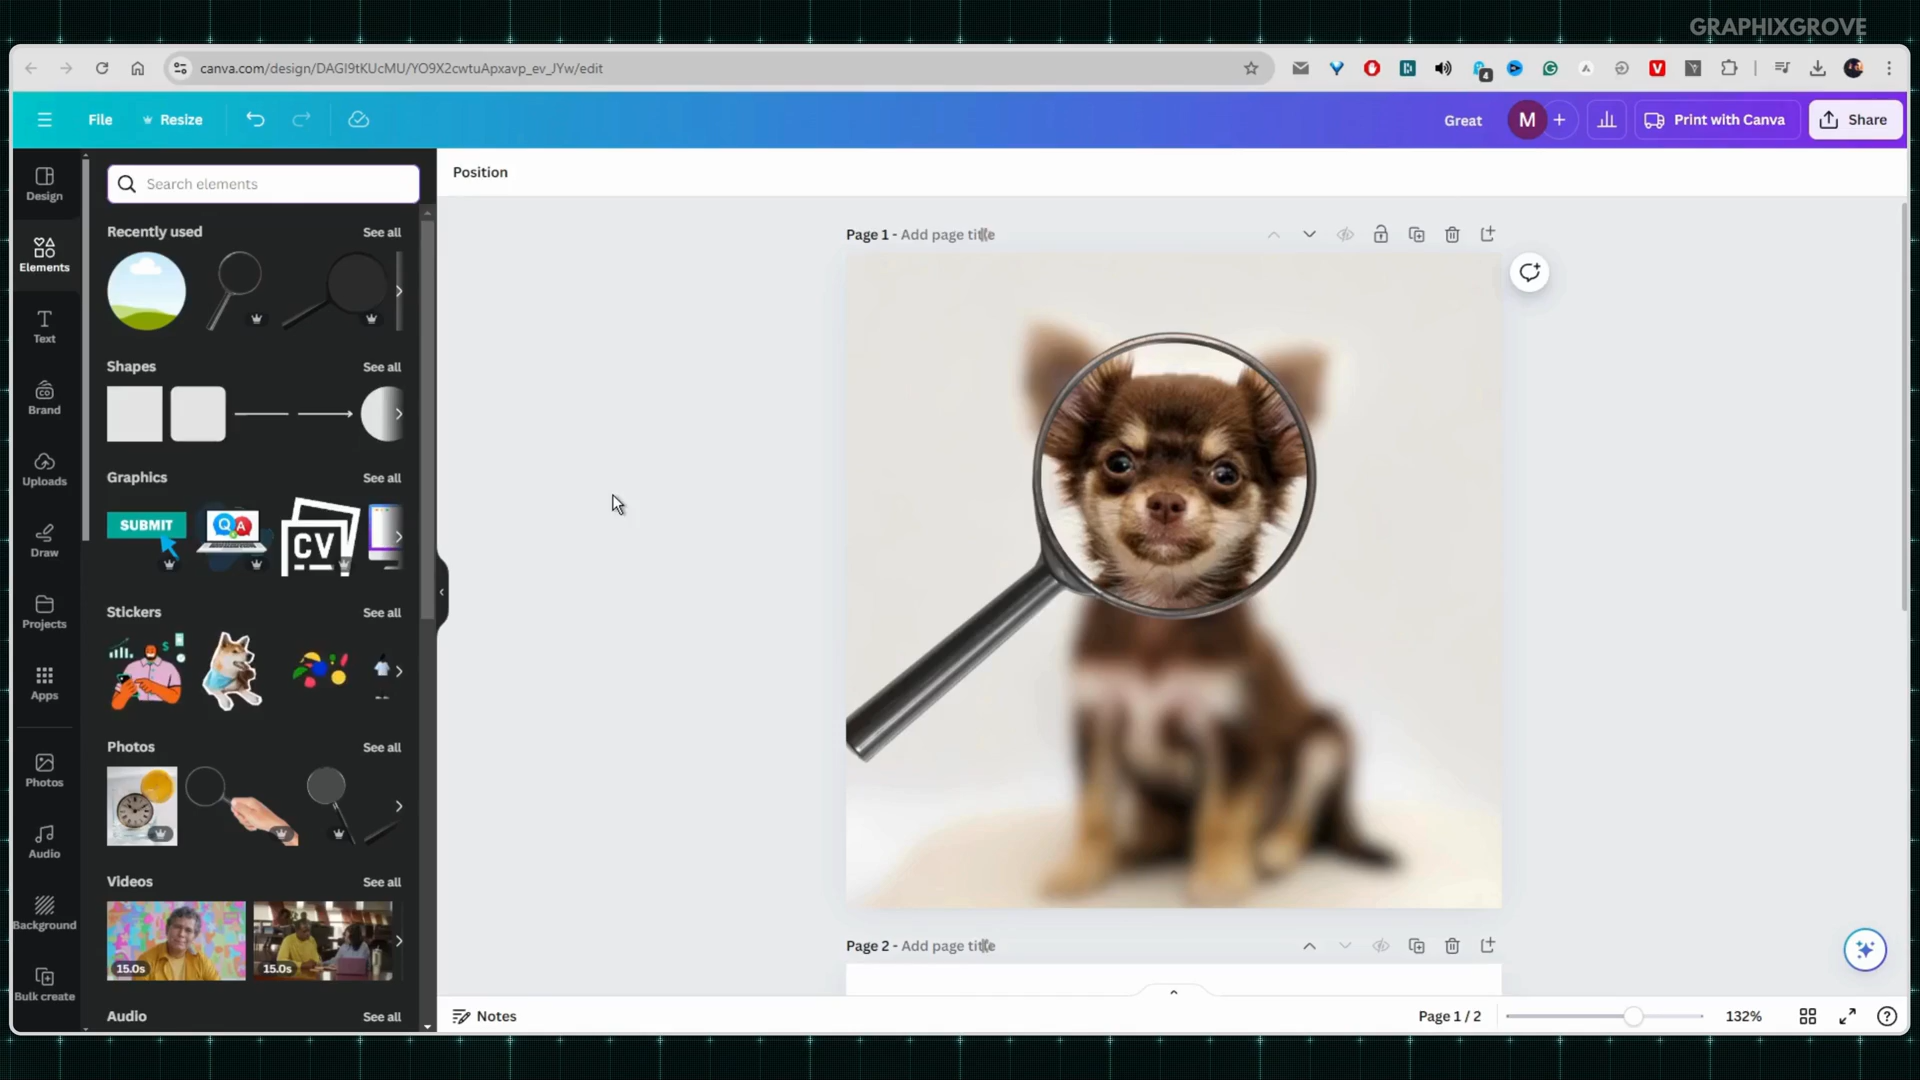 GRAPHIXGROVE
canva.com/design/DAGI9tKUcMU/YO9X2cwtuApxavp_ev_JYw/edit
4
File
Resize
Great
M
Print with Canva
Share
Design
Elements
Text
Brand
Uploads
Draw
Projects
Apps
Photos
Audio
Background
Bulk create
Search elements
Recently used
See all
Shapes
See all
Graphics
See all
SUBMIT
Q A
CV
Stickers
See all
Photos
See all
Videos
See all
15.0s
15.0s
Audio
See all
Position
Page 1 - Add page title
Page 2 - Add page title
Notes
Page 1 / 2
132%